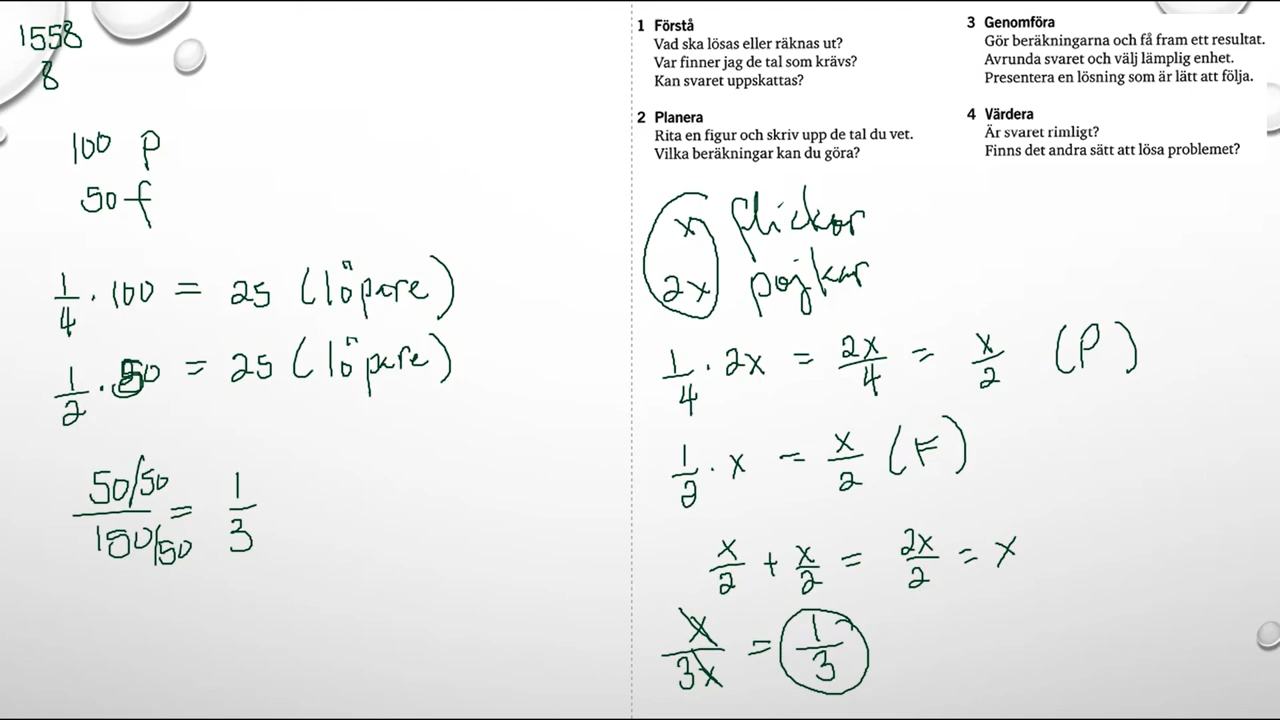 1558
8
100 p
50 f
1/4 · 100 = 25 (löpare)
1/2 · 50 = 25 (löpare)
50/50 / 150/50 = 1/3
1 Förstå
Vad ska lösas eller räknas ut?
Var finner jag de tal som krävs?
Kan svaret uppskattas?
2 Planera
Rita en figur och skriv upp de tal du vet.
Vilka beräkningar kan du göra?
3 Genomföra
Gör beräkningarna och få fram ett resultat.
Avrunda svaret och välj lämplig enhet.
Presentera en lösning som är lätt att följa.
4 Värdera
Är svaret rimligt?
Finns det andra sätt att lösa problemet?
x flickor
2x pojkar
1/4 · 2x = 2x/4 = x/2 (P)
1/2 · x = x/2 (F)
x/2 + x/2 = 2x/2 = x
x/3x = 1/3